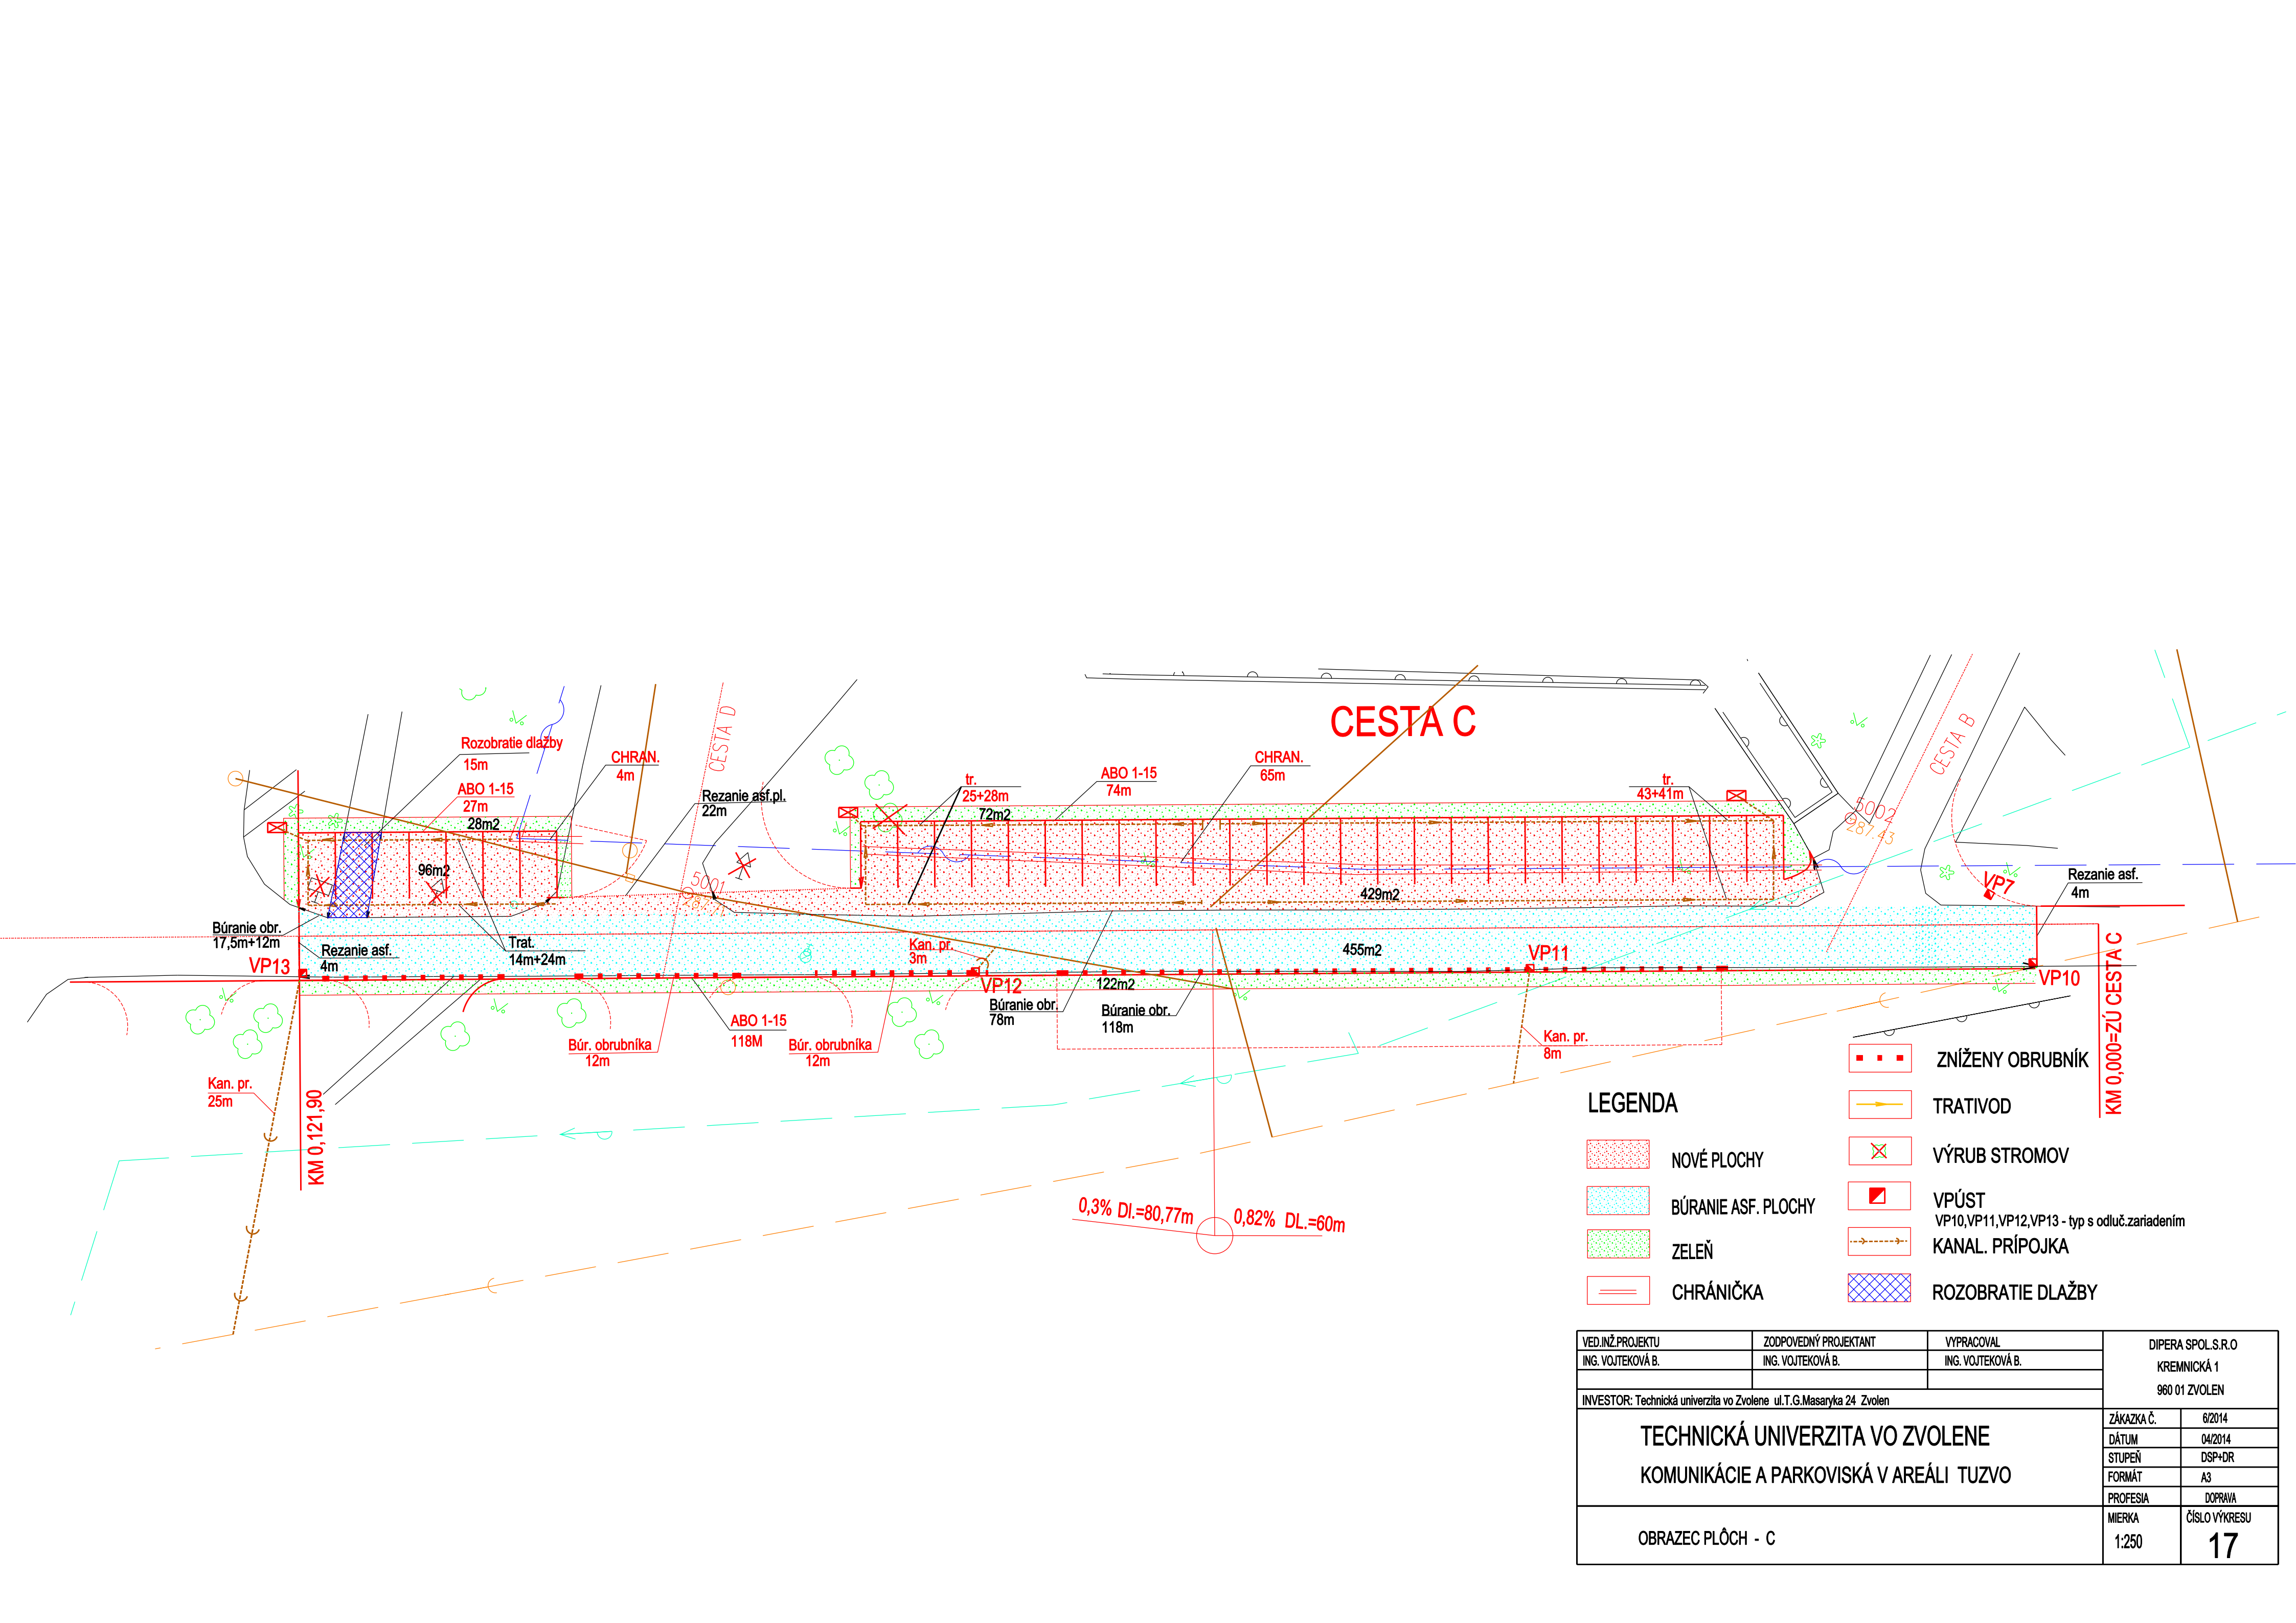 CESTA C
CESTA D
CESTA B
Rozobratie dlažby
15m
CHRAN.
4m
ABO 1-15
27m
28m2
96m2
Rezanie asf.pl.
22m
5001
tr.
25+28m
72m2
ABO 1-15
74m
CHRAN.
65m
tr.
43+41m
429m2
5002
287.43
VP7
Rezanie asf.
4m
Búranie obr.
17,5m+12m
Rezanie asf.
4m
VP13
Trat.
14m+24m
Kan. pr.
3m
VP12
455m2
VP11
VP10
122m2
Búranie obr.
78m
Búranie obr.
118m
ABO 1-15
118M
Búr. obrubníka
12m
Búr. obrubníka
12m
Kan. pr.
8m
Kan. pr.
25m
KM 0,121,90
KM 0,000=ZÚ CESTA C
0,3% Dl.=80,77m
0,82% DL.=60m
LEGENDA
NOVÉ PLOCHY
BÚRANIE ASF. PLOCHY
ZELEŇ
CHRÁNIČKA
ZNÍŽENY OBRUBNÍK
TRATIVOD
VÝRUB STROMOV
VPÚST
VP10,VP11,VP12,VP13 - typ s odluč.zariadením
KANAL. PRÍPOJKA
ROZOBRATIE DLAŽBY
VED.INŽ.PROJEKTU ZODPOVEDNÝ PROJEKTANT VYPRACOVAL
ING. VOJTEKOVÁ B. ING. VOJTEKOVÁ B. ING. VOJTEKOVÁ B.
INVESTOR: Technická univerzita vo Zvolene ul.T.G.Masaryka 24 Zvolen
TECHNICKÁ UNIVERZITA VO ZVOLENE
KOMUNIKÁCIE A PARKOVISKÁ V AREÁLI TUZVO
OBRAZEC PLÔCH - C
DIPERA SPOL.S.R.O
KREMNICKÁ 1
960 01 ZVOLEN
ZÁKAZKA Č. 6/2014
DÁTUM 04/2014
STUPEŇ DSP+DR
FORMÁT A3
PROFESIA DOPRAVA
MIERKA ČÍSLO VÝKRESU
1:250 17